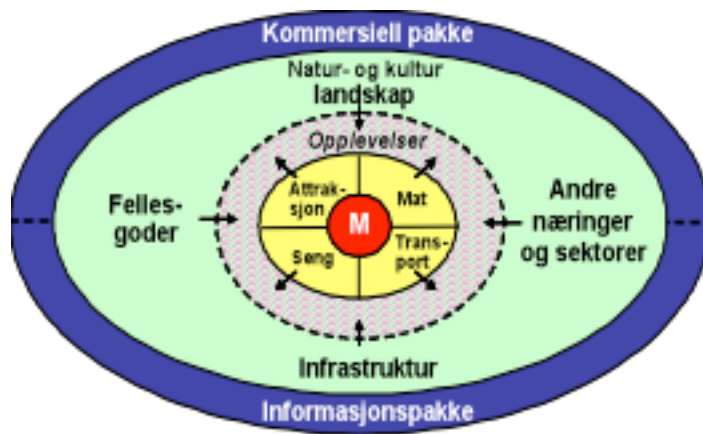 Kommersiell pakke
Natur- og kultur
landskap
Opplevelser
Attrak-
sjon
Mat
Felles-
goder
M
Andre
næringer
og sektorer
Seng
Trans-
port
Infrastruktur
Informasjonspakke